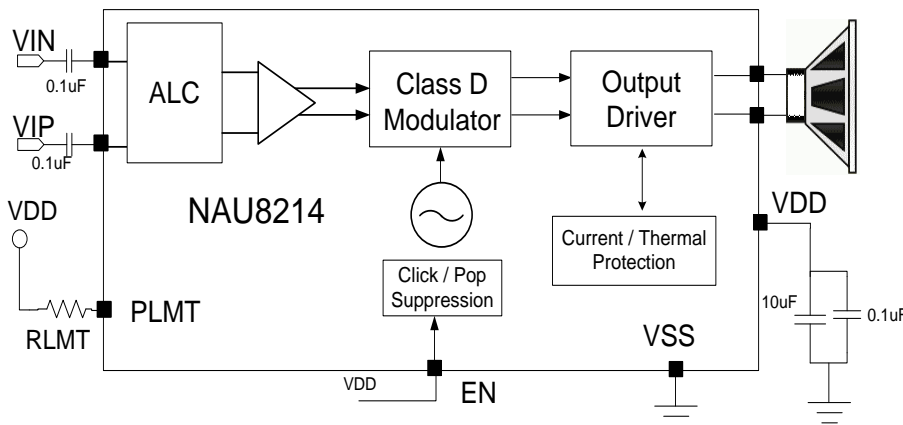 VIN
0.1uF
VIP
0.1uF
ALC
Class D
Modulator
Output
Driver
NAU8214
VDD
RLMT
PLMT
Click / Pop
Suppression
Current / Thermal
Protection
VDD
EN
VSS
VDD
10uF
0.1uF